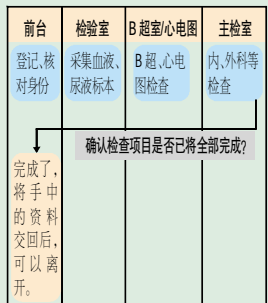 前台
检验室
B超室/心电图
主检室
登记、核
对身份
采集血液、
尿液标本
B超、心电
图检查
内、外科等
检查
确认检查项目是否已将全部完成？
完成了，
将手中
的资料
交回后，
可以离
开。